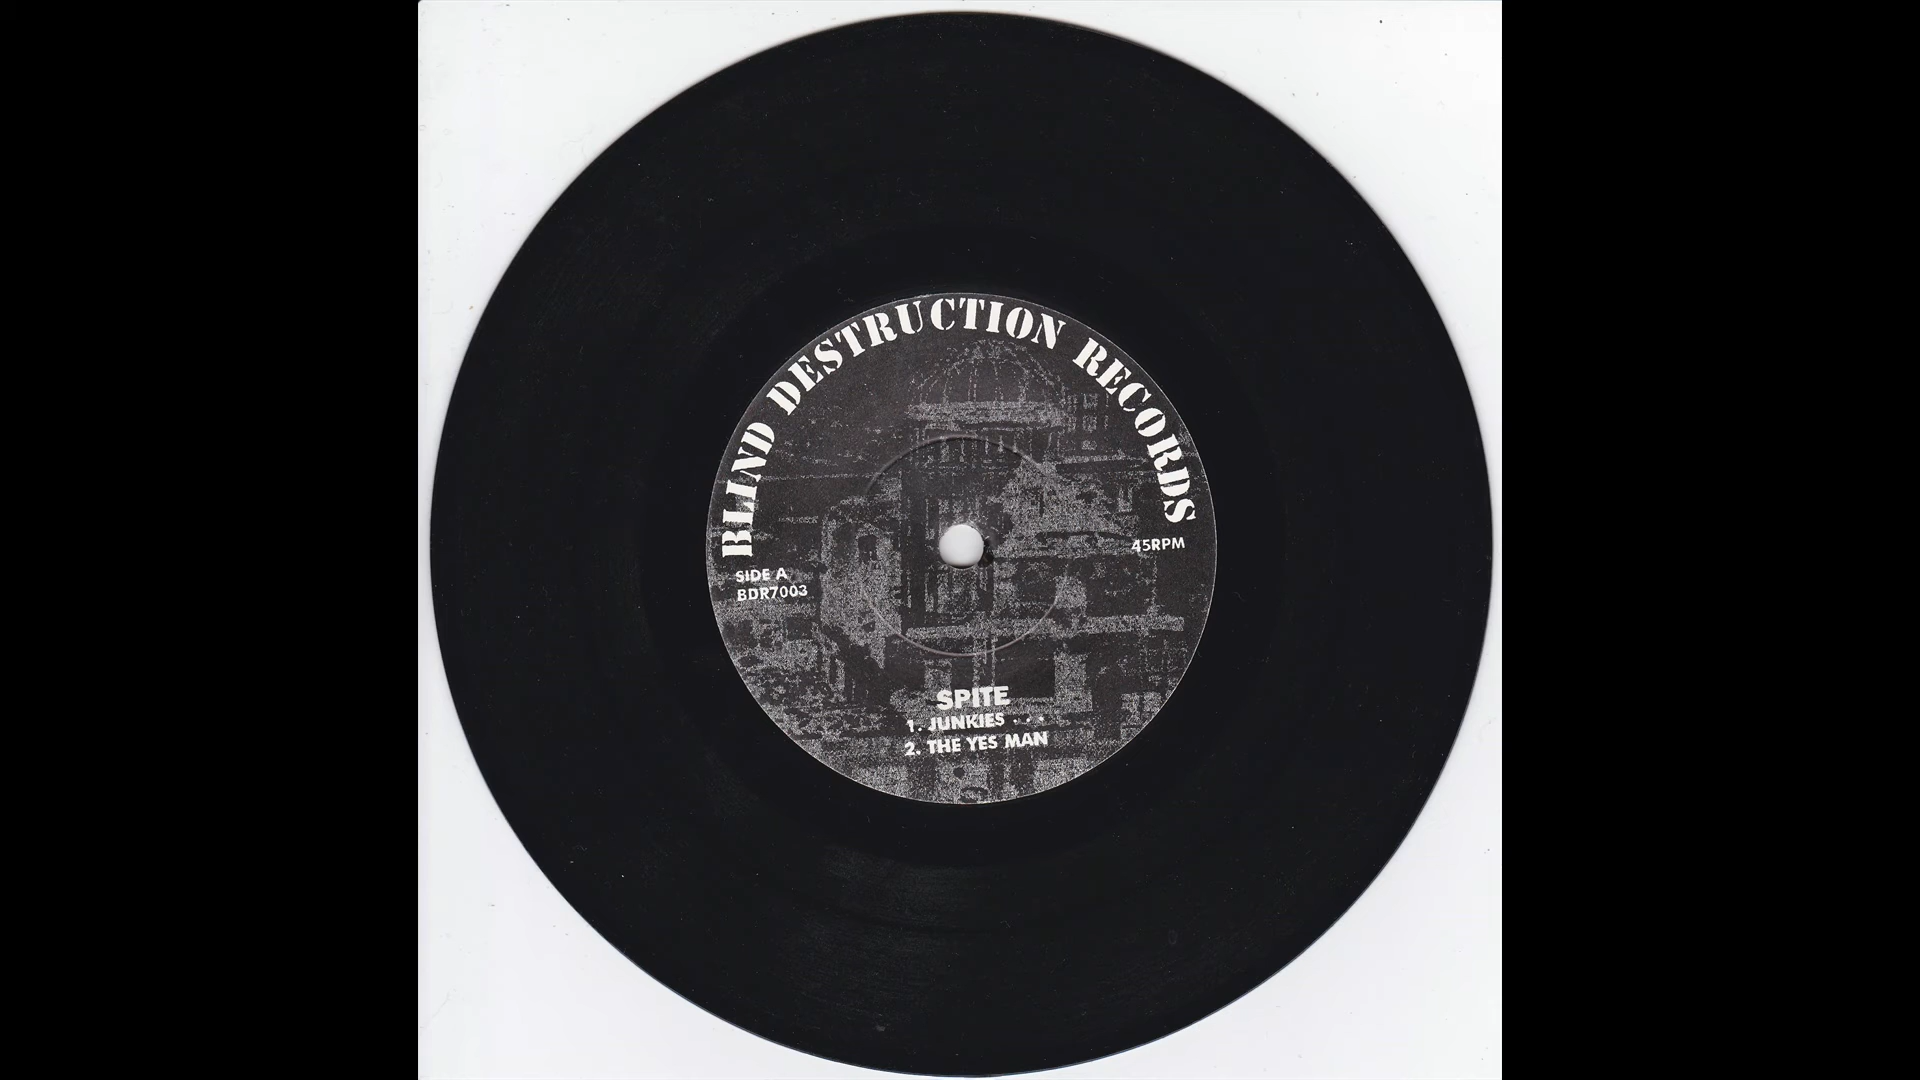 BLIND DESTRUCTION RECORDS
45RPM
SIDE A
BDR7003
SPITE
1. JUNKIES . . .
2. THE YES MAN